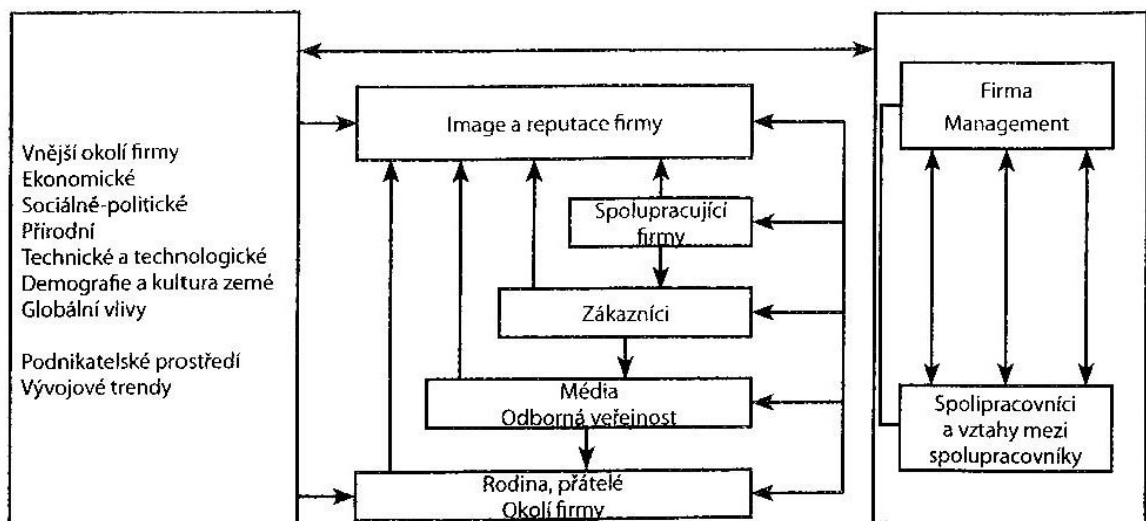 Vnější okolí firmy
Ekonomické
Sociálně-politické
Přírodní
Technické a technologické
Demografie a kultura země
Globální vlivy
Podnikatelské prostředí
Vývojové trendy
Image a reputace firmy
Spolupracující
firmy
Zákazníci
Média
Odborná veřejnost
Rodina, přátelé
Okolí firmy
Firma
Management
Spolipracovníci
a vztahy mezi
spolupracovníky